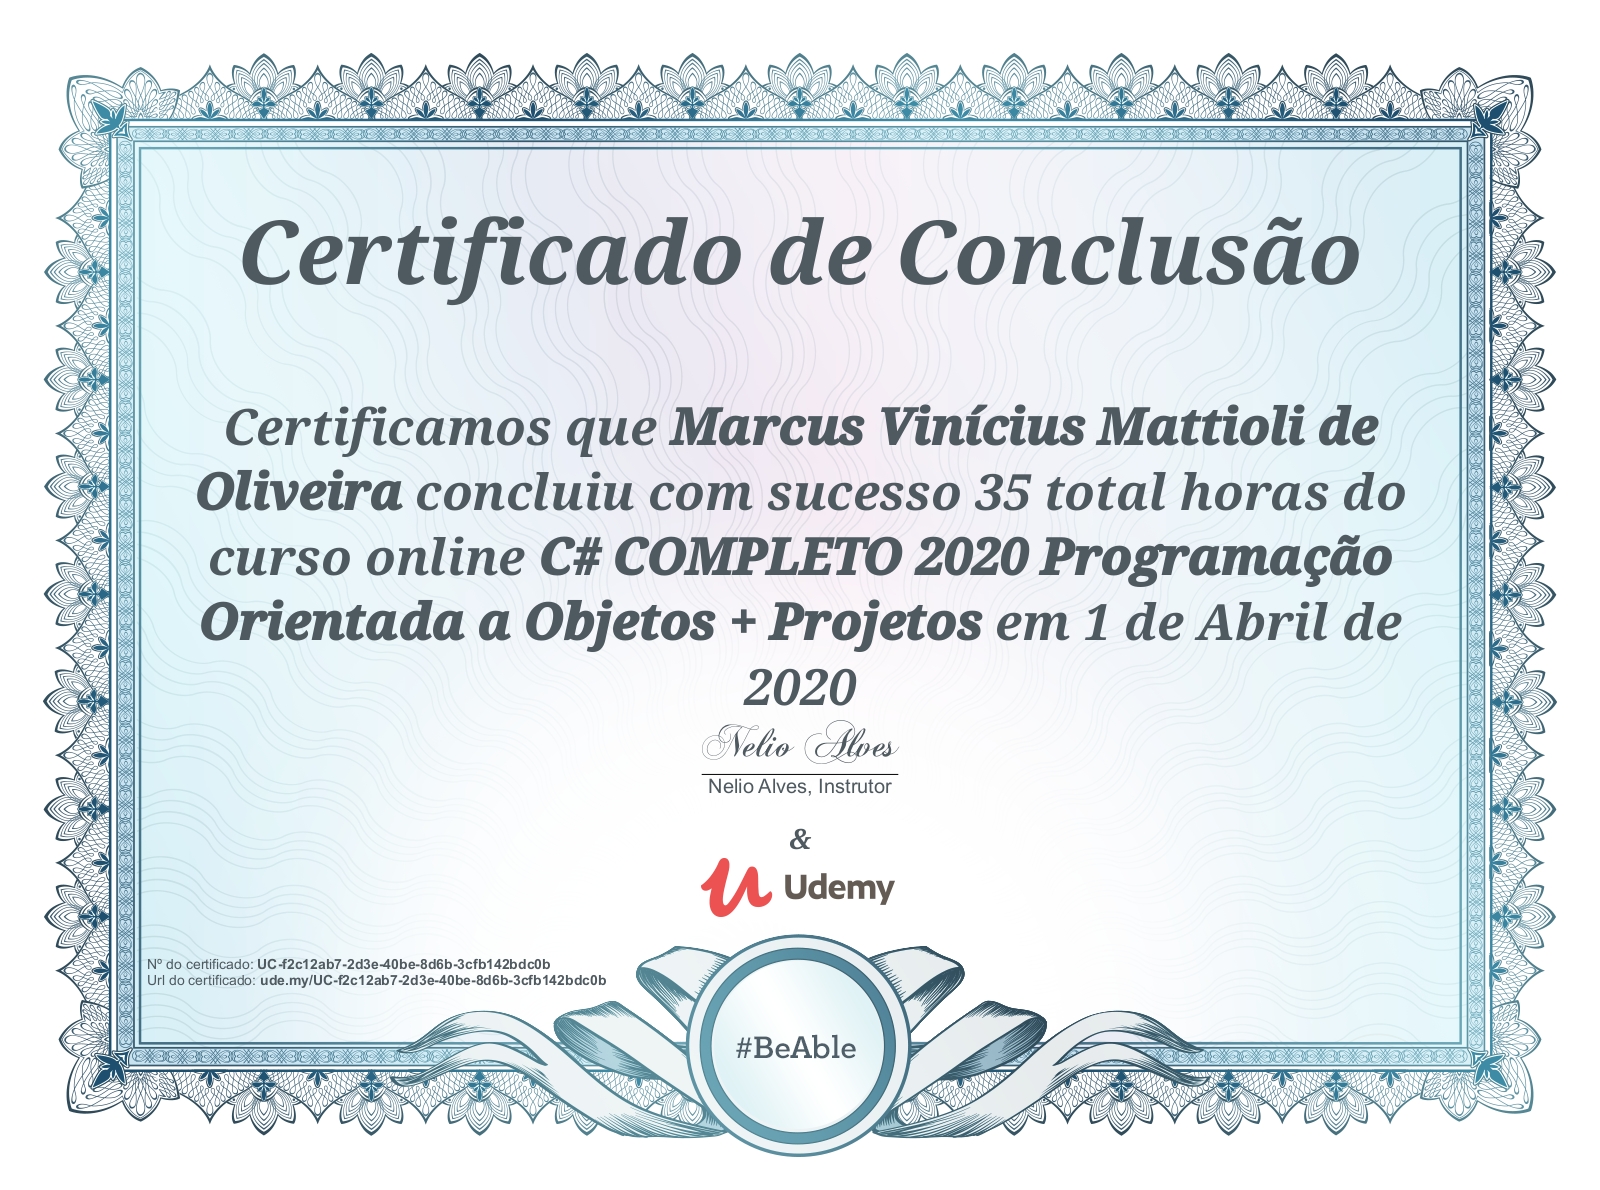 Certificado de Conclusão
Certificamos que Marcus Vinícius Mattioli de
Oliveira concluiu com sucesso 35 total horas do
curso online C# COMPLETO 2020 Programação
Orientada a Objetos + Projetos em 1 de Abril de
2020
Nelio Alves
Nelio Alves, Instrutor
&
Udemy
Nº do certificado: UC-f2c12ab7-2d3e-40be-8d6b-3cfb142bdc0b
Url do certificado: ude.my/UC-f2c12ab7-2d3e-40be-8d6b-3cfb142bdc0b
#BeAble